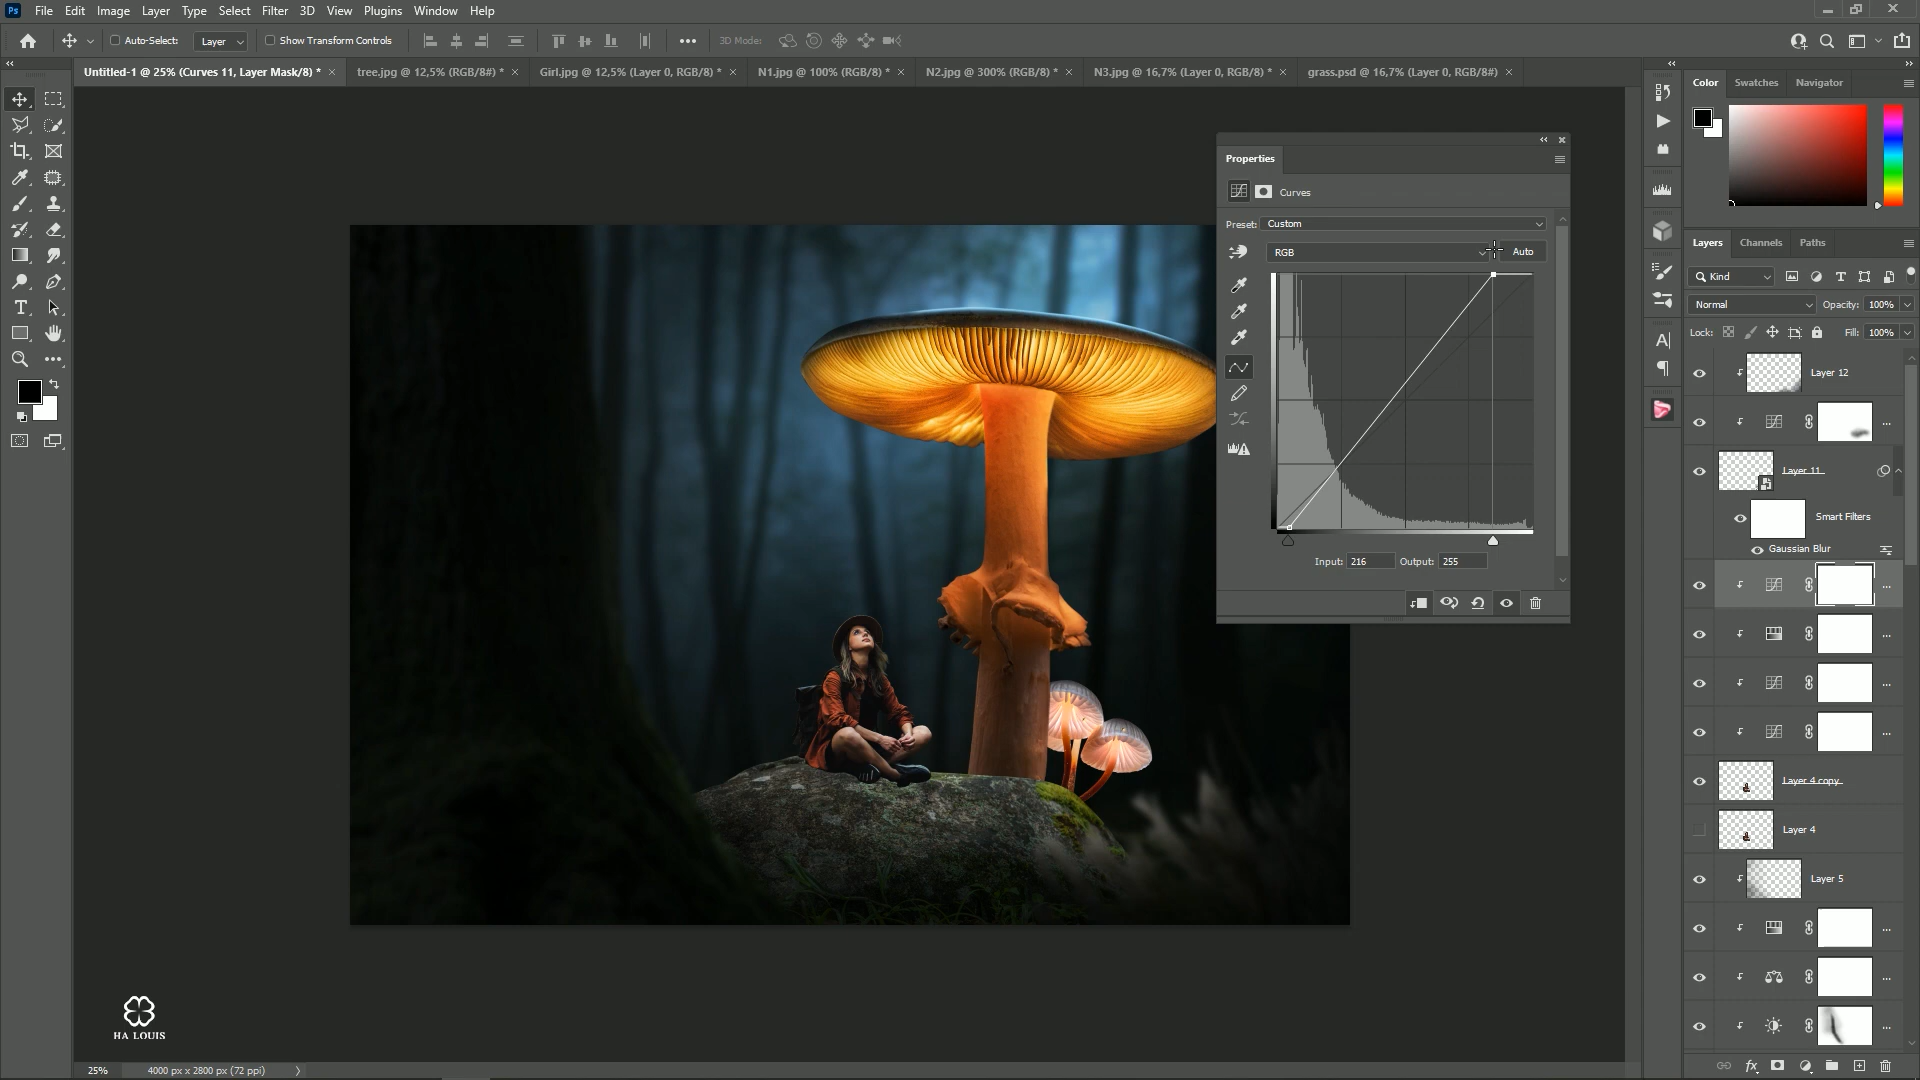 Ps File Edit Image Layer Type Select Filter 3D View Plugins Window Help
Auto-Select: Layer Show Transform Controls 3D Mode:
Untitled-1 @ 25% (Curves 11, Layer Mask/8) * tree.jpg @ 12,5% (RGB/8#) * Girl.jpg @ 12,5% (Layer 0, RGB/8) * N1.jpg @ 100% (RGB/8) * N2.jpg @ 300% (RGB/8) * N3.jpg @ 16,7% (Layer 0, RGB/8) * grass.psd @ 16,7% (Layer 0, RGB/8#)
Color Swatches Navigator
Properties
Curves
Preset: Custom
RGB Auto
Input: 216 Output: 255
Layers Channels Paths
Kind
Normal Opacity: 100%
Lock: Fill: 100%
Layer 12
Layer 11
Smart Filters
Gaussian Blur
Layer 4 copy
Layer 4
Layer 5
HA LOUIS
25% 4000 px x 2800 px (72 ppi)